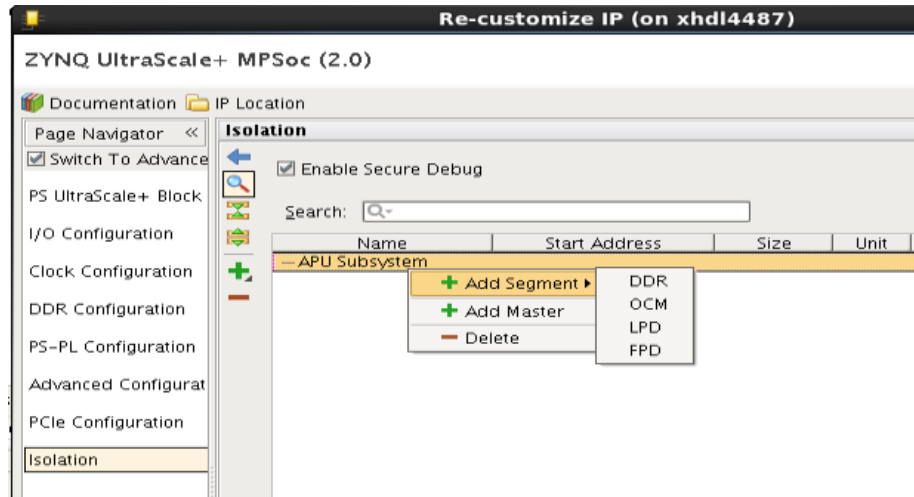 Re-customize IP (on xhdl4487)
ZYNQ UltraScale+ MPSoc (2.0)
Documentation IP Location
Page Navigator «
Isolation
Switch To Advance
Enable Secure Debug
PS UltraScale+ Block
Search:
I/O Configuration
Name Start Address Size Unit
APU Subsystem
Clock Configuration
Add Segment
DDR
DDR Configuration
Add Master
OCM
PS-PL Configuration
Delete
LPD
FPD
Advanced Configurat
PCIe Configuration
Isolation